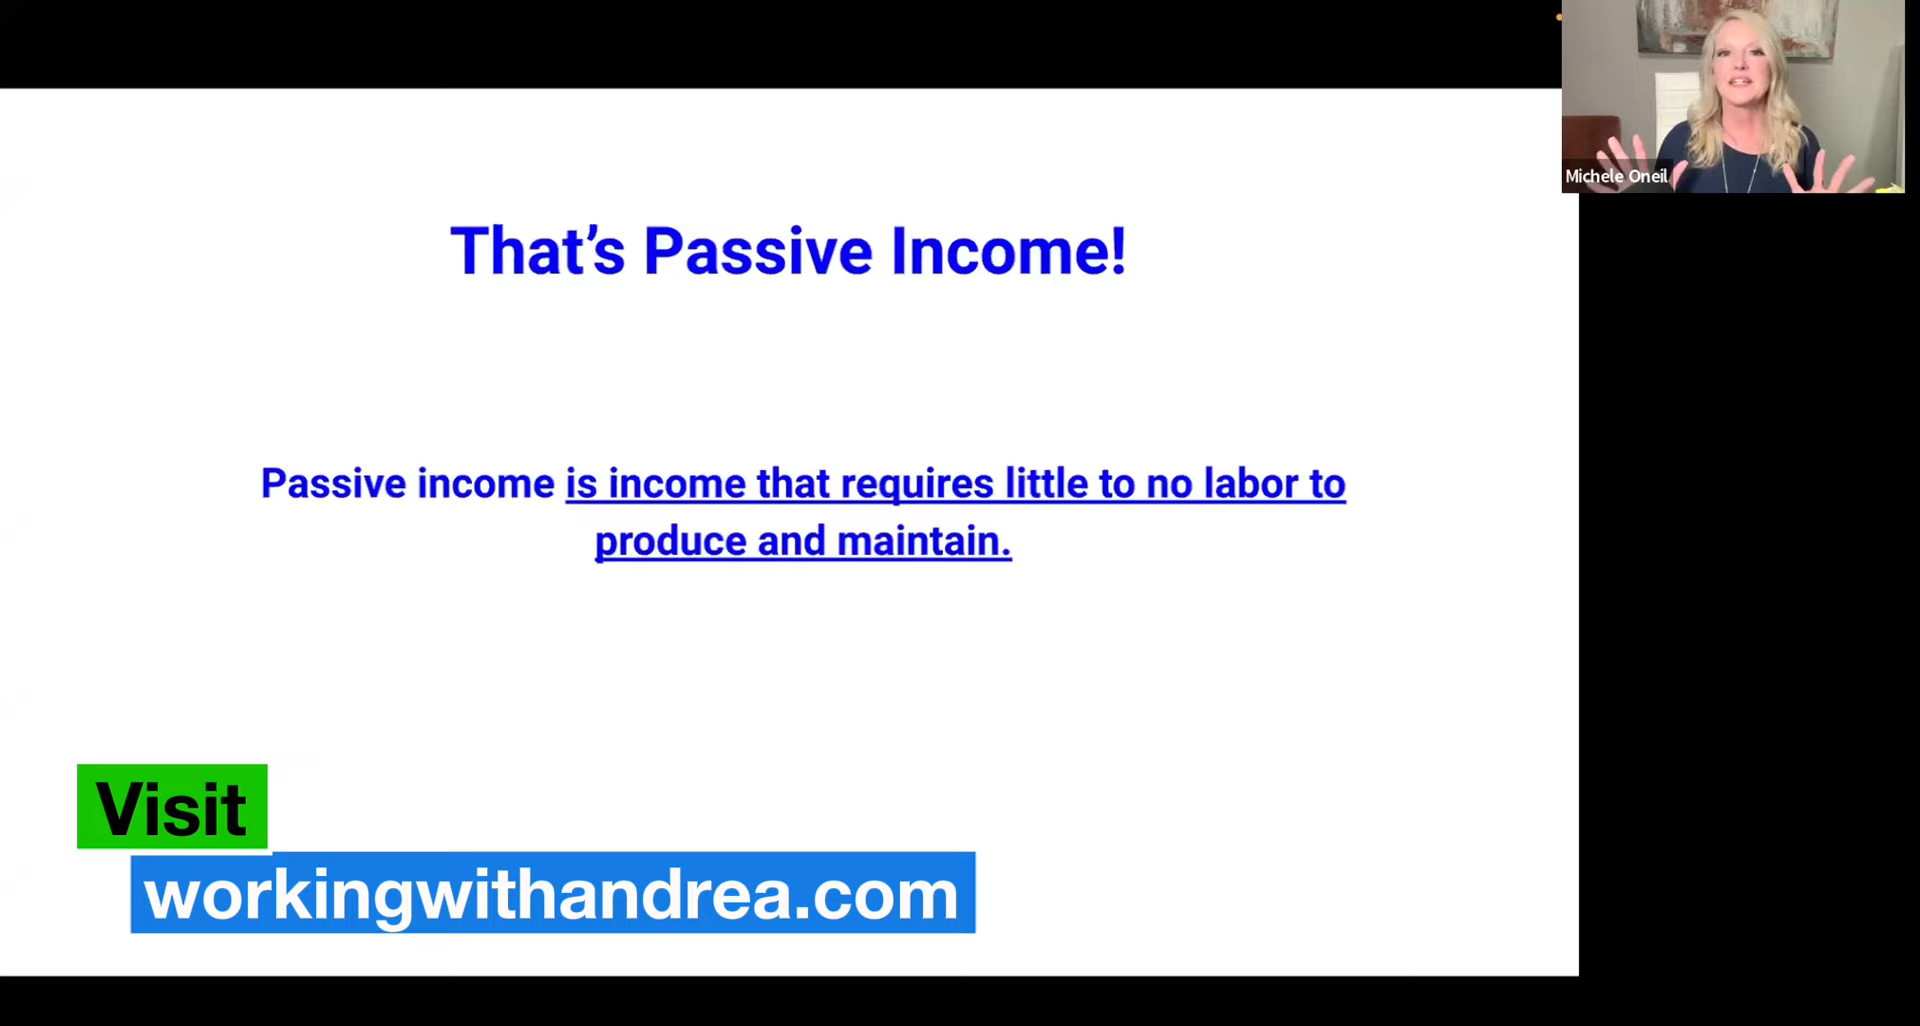 Michele Oneil
That's Passive Income!
Passive income is income that requires little to no labor to
produce and maintain.
Visit
workingwithandrea.com